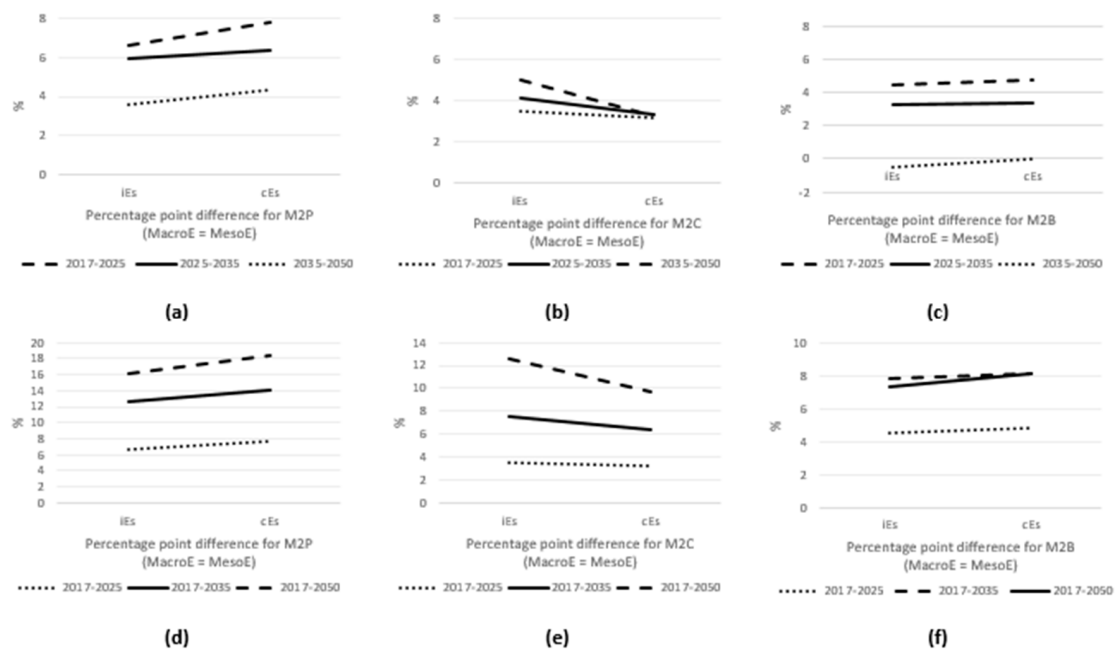 8
6
4
2
0
%
iEs
cEs
Percentage point difference for M2P
(MacroE = MesoE)
2017-2025
2025-2035
2035-2050
(a)
8
6
4
2
0
%
iEs
cEs
Percentage point difference for M2C
(MacroE = MesoE)
2017-2025
2025-2035
2035-2050
(b)
8
6
4
2
0
-2
%
iEs
cEs
Percentage point difference for M2B
(MacroE = MesoE)
2017-2025
2025-2035
2035-2050
(c)
20
18
16
14
12
10
8
6
4
2
0
%
iEs
cEs
Percentage point difference for M2P
(MacroE = MesoE)
2017-2025
2017-2035
2017-2050
(d)
14
12
10
8
6
4
2
0
%
iEs
cEs
Percentage point difference for M2C
(MacroE = MesoE)
2017-2025
2017-2035
2017-2050
(e)
10
8
6
4
2
0
%
iEs
cEs
Percentage point difference for M2B
(MacroE = MesoE)
2017-2025
2017-2035
2017-2050
(f)